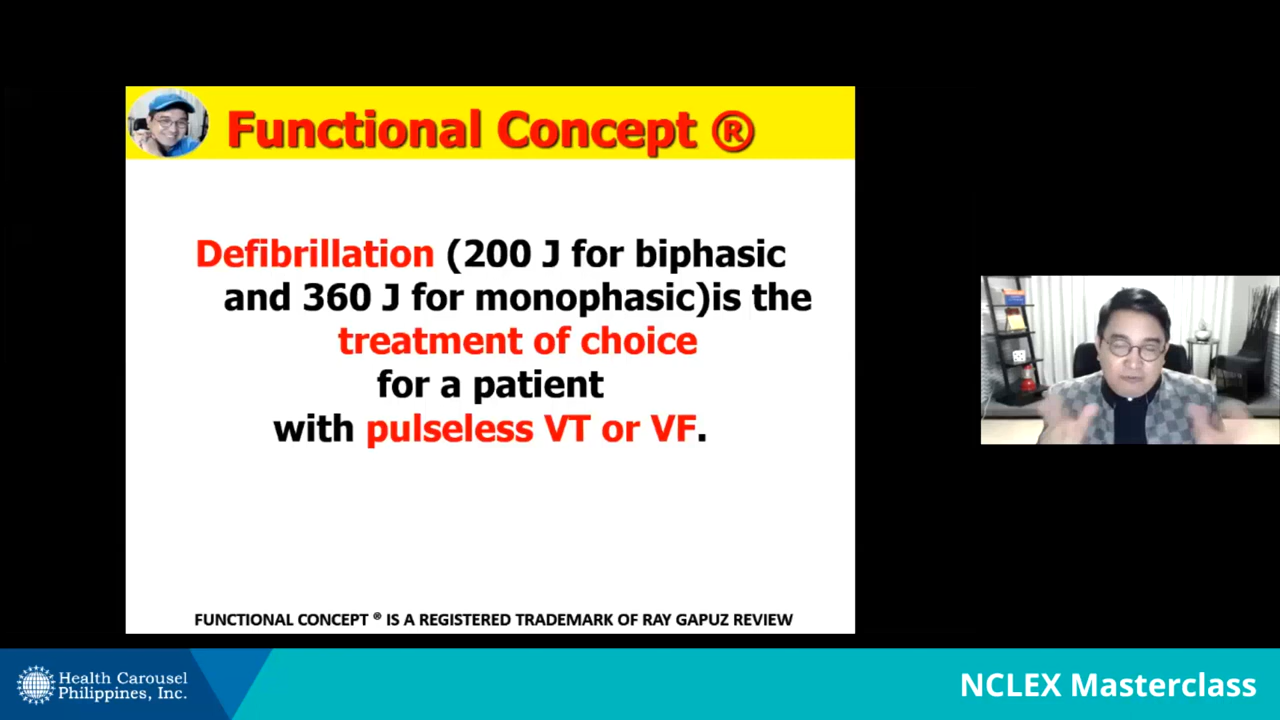 Functional Concept ®
Defibrillation (200 J for biphasic
and 360 J for monophasic)is the
treatment of choice
for a patient
with pulseless VT or VF.
FUNCTIONAL CONCEPT ® IS A REGISTERED TRADEMARK OF RAY GAPUZ REVIEW
Health Carousel
Philippines, Inc.
NCLEX Masterclass